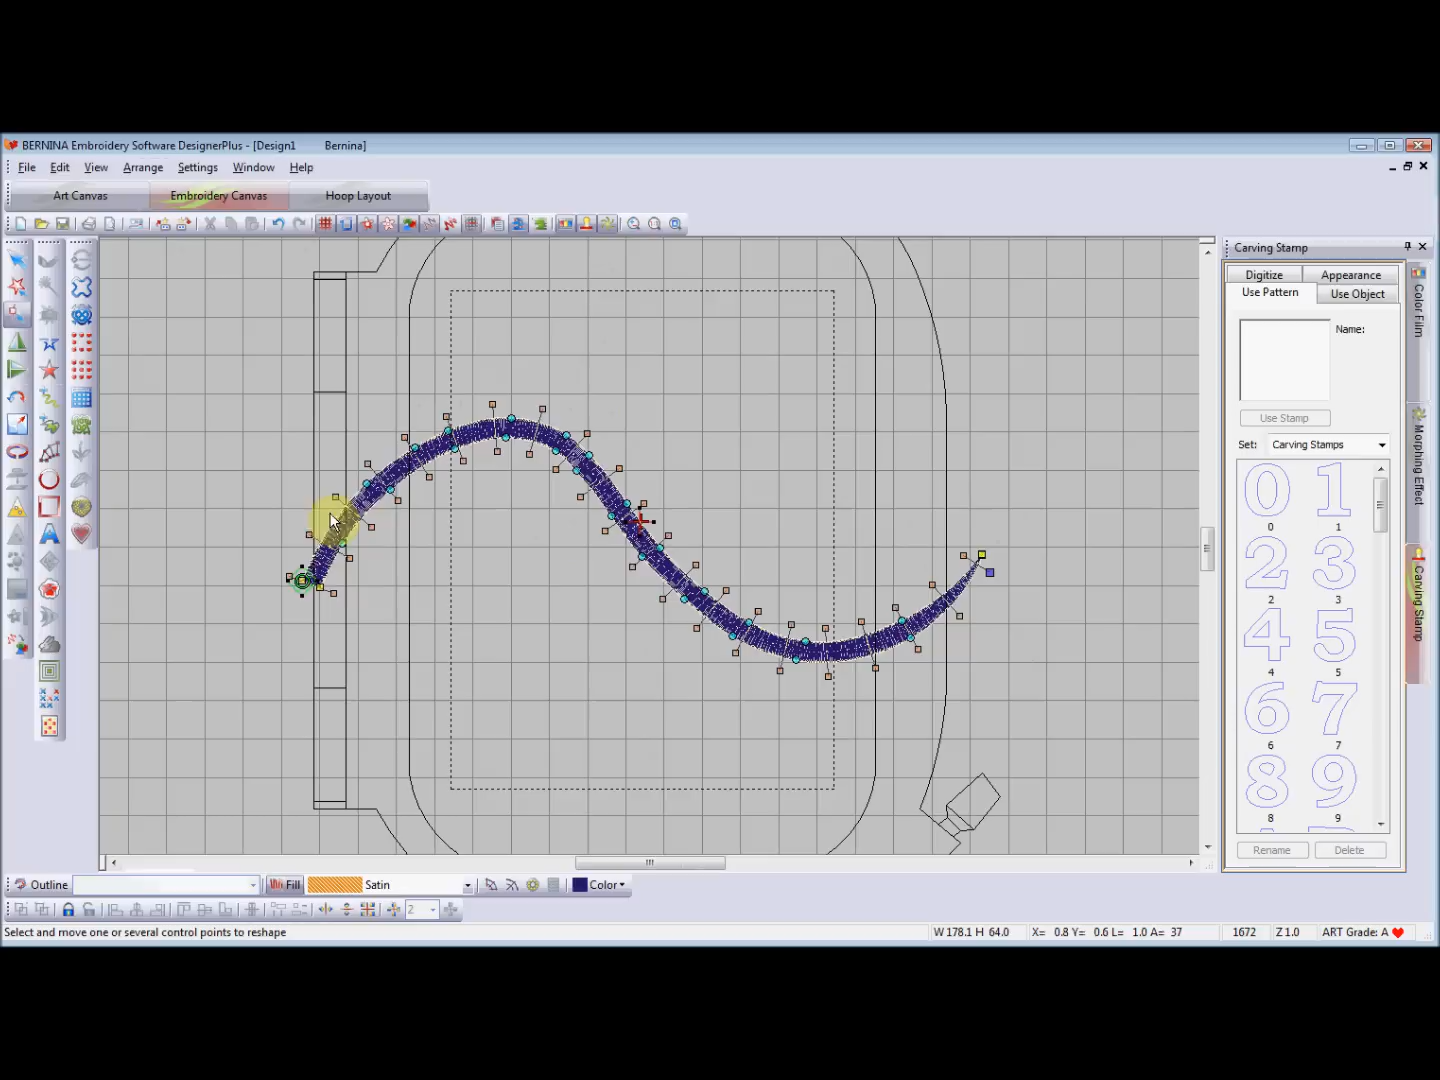 BERNINA Embroidery Software DesignerPlus - [Design1 Bernina]
File Edit View Arrange Settings Window Help
Art Canvas Embroidery Canvas Hoop Layout
Carving Stamp
Digitize Appearance
Use Pattern Use Object
Name:
Use Stamp
Set: Carving Stamps
0 1
0 1
2 3
2 3
4 5
4 5
6 7
6 7
8 9
8 9
Rename Delete
Color Film
Morphing Effect
Carving Stamp
Outline Fill Satin Color
2
Select and move one or several control points to reshape W 178.1 H 64.0 X= 0.8 Y= 0.6 L= 1.0 A= 37 1672 Z 1.0 ART Grade: A